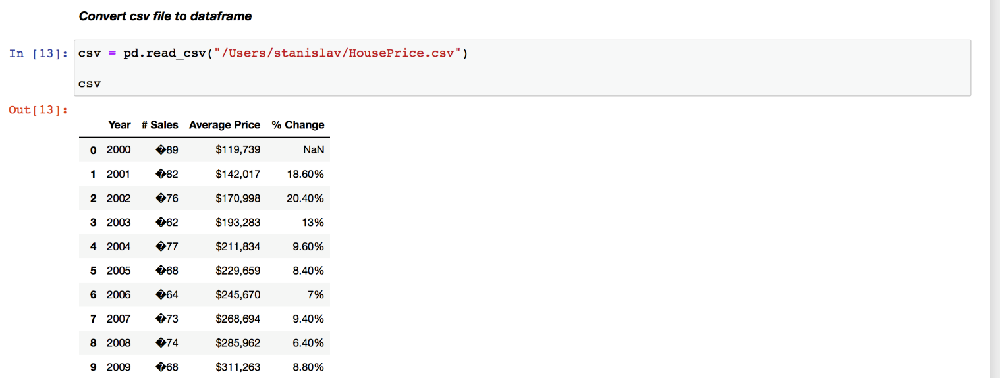 Convert csv file to dataframe
In [13]: csv = pd.read_csv("/Users/stanislav/HousePrice.csv")
csv
Out[13]:
Year # Sales Average Price % Change
0 2000 �89 $119,739 NaN
1 2001 �82 $142,017 18.60%
2 2002 �76 $170,998 20.40%
3 2003 �62 $193,283 13%
4 2004 �77 $211,834 9.60%
5 2005 �68 $229,659 8.40%
6 2006 �64 $245,670 7%
7 2007 �73 $268,694 9.40%
8 2008 �74 $285,962 6.40%
9 2009 �68 $311,263 8.80%